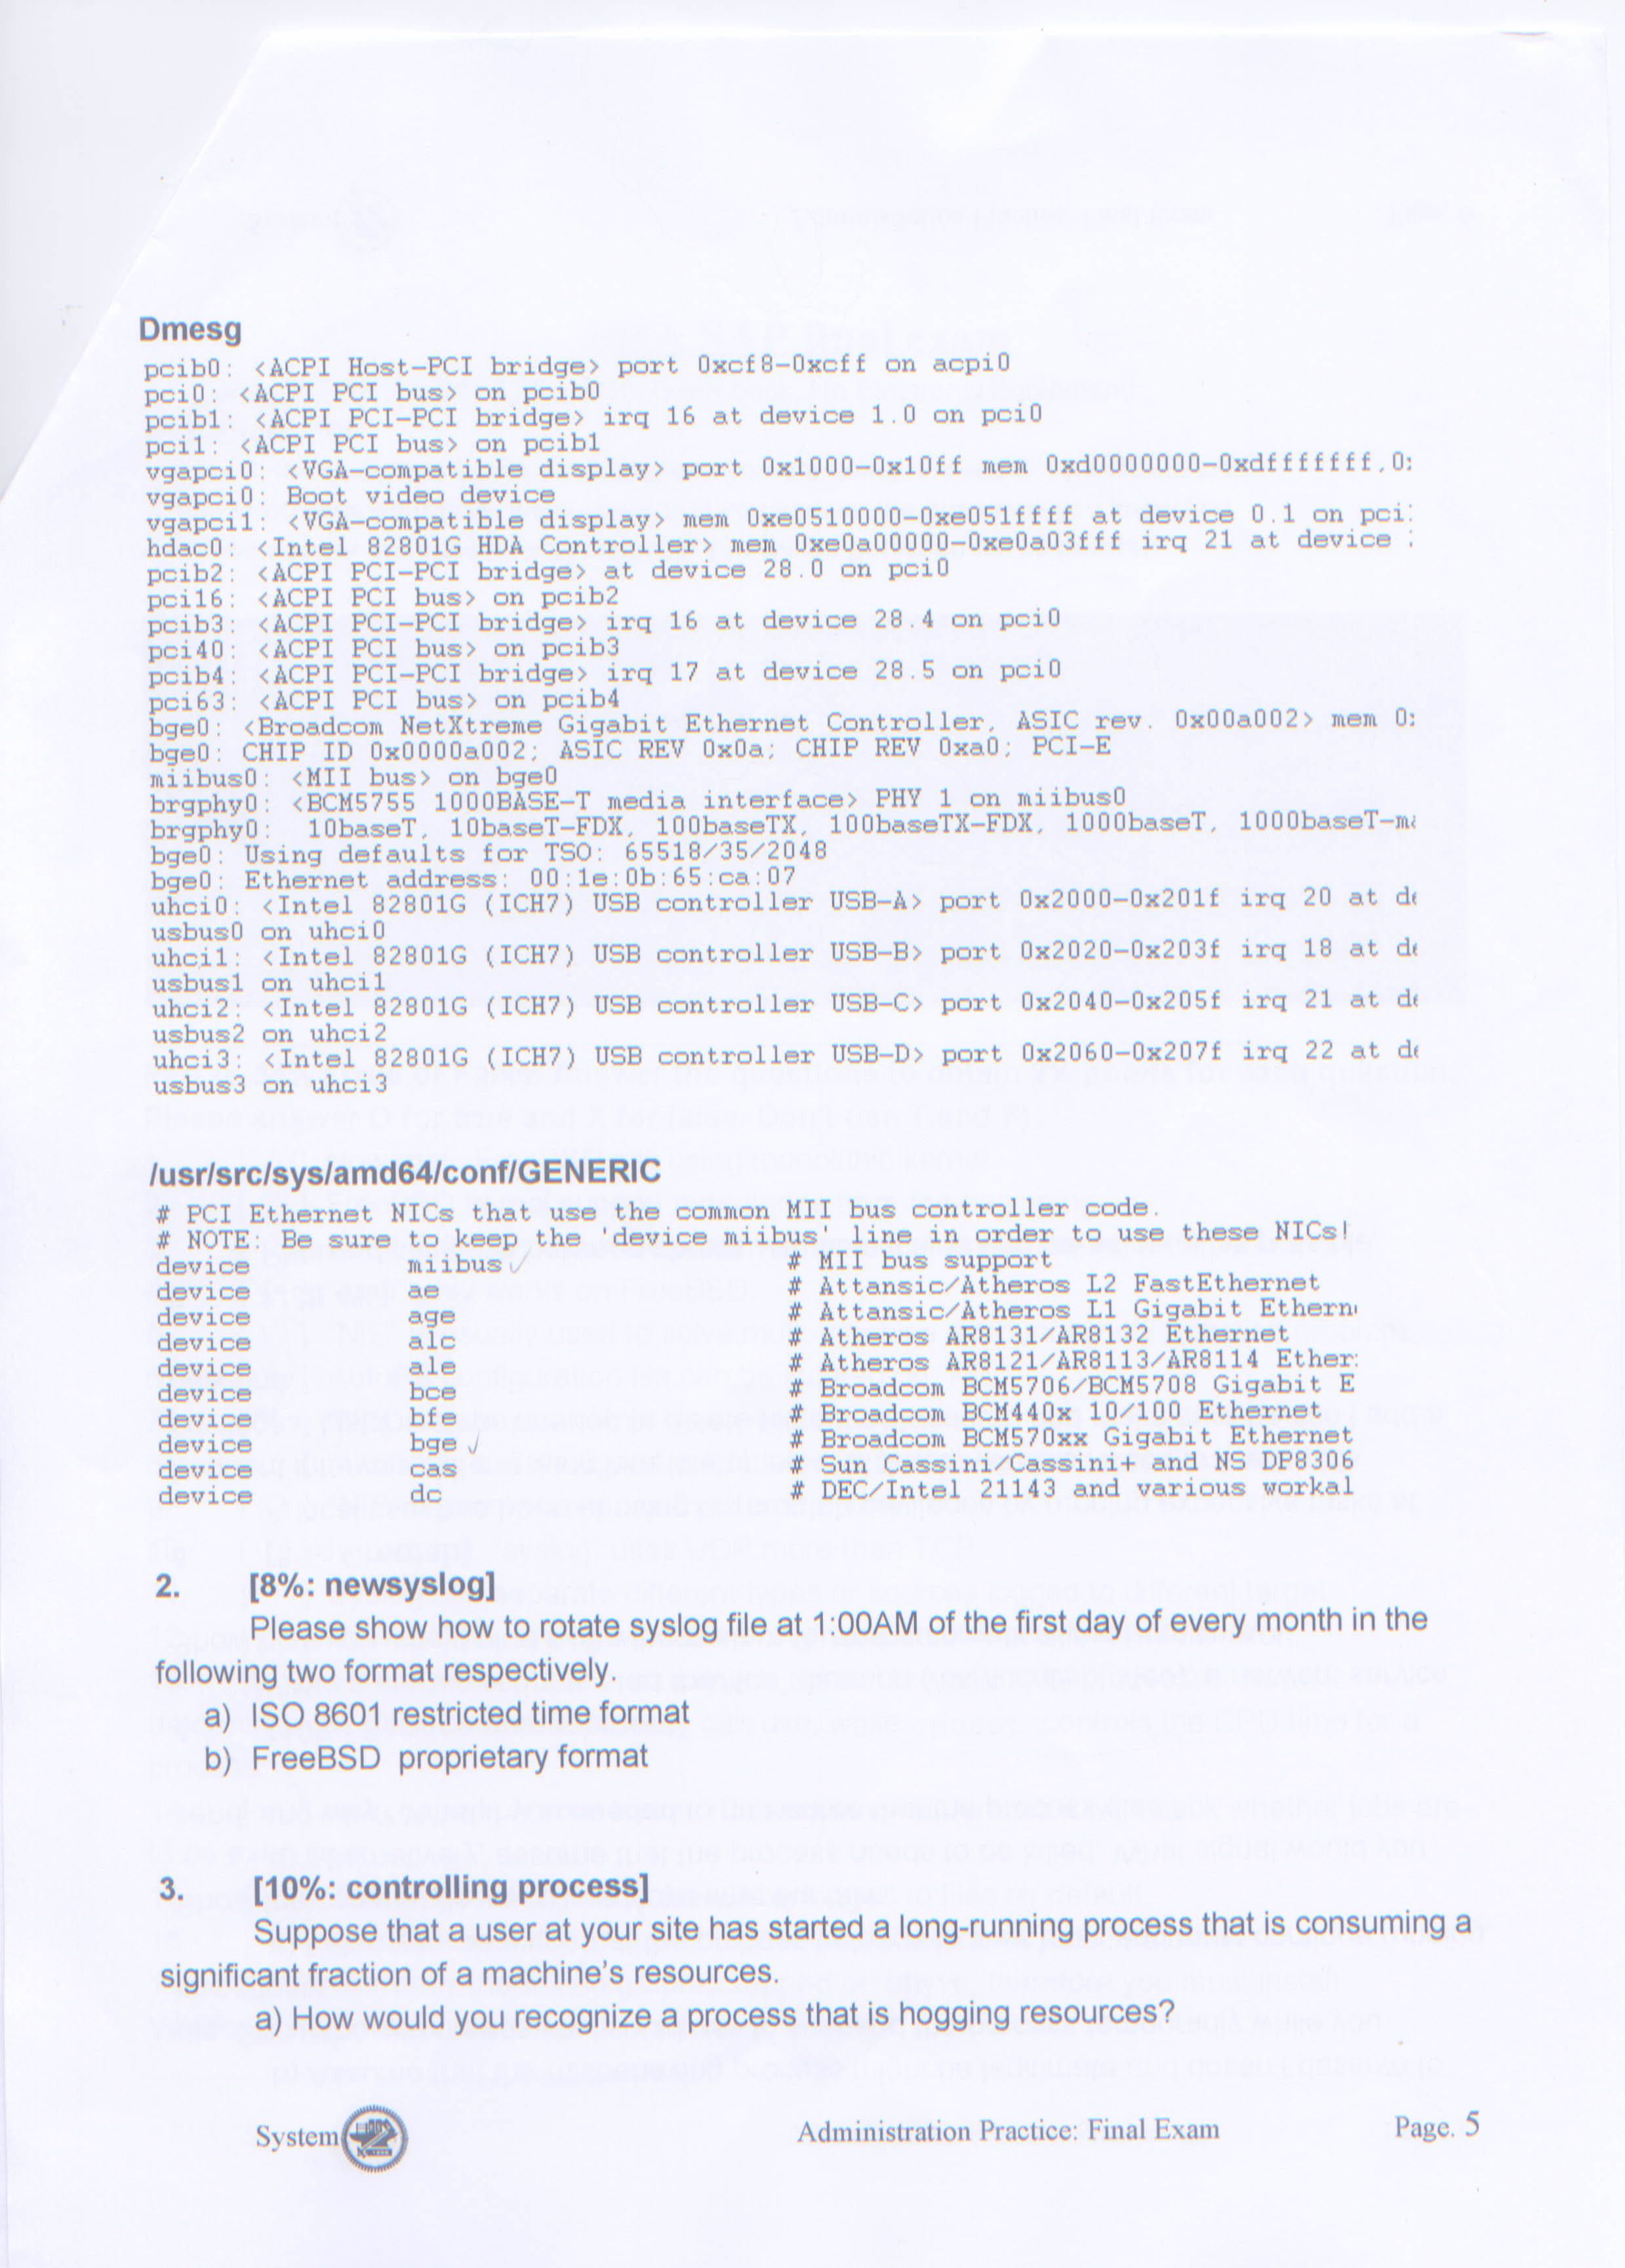 Dmesg
pcib0: <ACPI Host-PCI bridge> port 0xcf8-0xcff on acpi0
pci0: <ACPI PCI bus> on pcib0
pcib1: <ACPI PCI-PCI bridge> irq 16 at device 1.0 on pci0
pci1: <ACPI PCI bus> on pcib1
vgapci0: <VGA-compatible display> port 0x1000-0x10ff mem 0xd0000000-0xdfffffff,0:
vgapci0: Boot video device
vgapci1: <VGA-compatible display> mem 0xe0510000-0xe051ffff at device 0.1 on pci
hdac0: <Intel 82801G HDA Controller> mem 0xe0a00000-0xe0a03fff irq 21 at device
pcib2: <ACPI PCI-PCI bridge> at device 28.0 on pci0
pci16: <ACPI PCI bus> on pcib2
pcib3: <ACPI PCI-PCI bridge> irq 16 at device 28.4 on pci0
pci40: <ACPI PCI bus> on pcib3
pcib4: <ACPI PCI-PCI bridge> irq 17 at device 28.5 on pci0
pci63: <ACPI PCI bus> on pcib4
bge0: <Broadcom NetXtreme Gigabit Ethernet Controller, ASIC rev. 0x00a002> mem 0:
bge0: CHIP ID 0x0000a002; ASIC REV 0x0a; CHIP REV 0xa0; PCI-E
miibus0: <MII bus> on bge0
brgphy0: <BCM5755 1000BASE-T media interface> PHY 1 on miibus0
brgphy0:  10baseT, 10baseT-FDX, 100baseTX, 100baseTX-FDX, 1000baseT, 1000baseT-ma
bge0: Using defaults for TSO: 65518/35/2048
bge0: Ethernet address: 00:1e:0b:65:ca:07
uhci0: <Intel 82801G (ICH7) USB controller USB-A> port 0x2000-0x201f irq 20 at de
usbus0 on uhci0
uhci1: <Intel 82801G (ICH7) USB controller USB-B> port 0x2020-0x203f irq 18 at de
usbus1 on uhci1
uhci2: <Intel 82801G (ICH7) USB controller USB-C> port 0x2040-0x205f irq 21 at de
usbus2 on uhci2
uhci3: <Intel 82801G (ICH7) USB controller USB-D> port 0x2060-0x207f irq 22 at de
usbus3 on uhci3
/usr/src/sys/amd64/conf/GENERIC
# PCI Ethernet NICs that use the common MII bus controller code.
# NOTE: Be sure to keep the 'device miibus' line in order to use these NICs!
device miibus ✓ # MII bus support
device ae # Attansic/Atheros L2 FastEthernet
device age # Attansic/Atheros L1 Gigabit Ethern
device alc # Atheros AR8131/AR8132 Ethernet
device ale # Atheros AR8121/AR8113/AR8114 Ether
device bce # Broadcom BCM5706/BCM5708 Gigabit E
device bfe # Broadcom BCM440x 10/100 Ethernet
device bge ✓ # Broadcom BCM570xx Gigabit Ethernet
device cas # Sun Cassini/Cassini+ and NS DP8306
device dc # DEC/Intel 21143 and various workal
2. [8%: newsyslog]
Please show how to rotate syslog file at 1:00AM of the first day of every month in the
following two format respectively.
a) ISO 8601 restricted time format
b) FreeBSD proprietary format
3. [10%: controlling process]
Suppose that a user at your site has started a long-running process that is consuming a
significant fraction of a machine's resources.
a) How would you recognize a process that is hogging resources?
System Administration Practice: Final Exam Page. 5